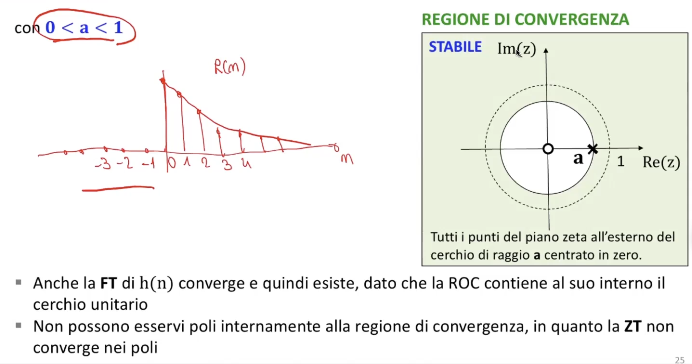 con 0 < a < 1
REGIONE DI CONVERGENZA
STABILE
Im(z)
h(n)
-3 -2 -1 0 1 2 3 4 n
a
1
Re(z)
Tutti i punti del piano zeta all'esterno del
cerchio di raggio a centrato in zero.
▪ Anche la FT di h(n) converge e quindi esiste, dato che la ROC contiene al suo interno il
cerchio unitario
▪ Non possono esservi poli internamente alla regione di convergenza, in quanto la ZT non
converge nei poli
25